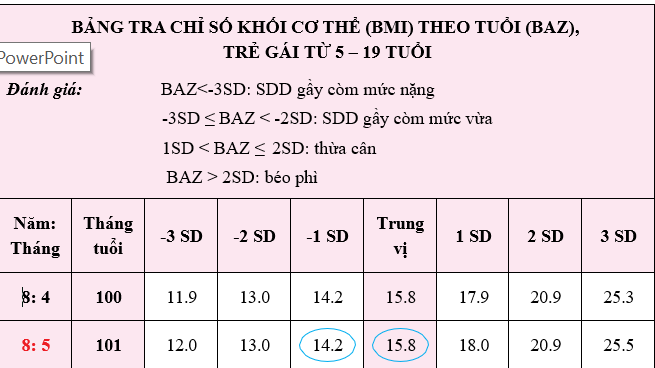 BẢNG TRA CHỈ SỐ KHỐI CƠ THỂ (BMI) THEO TUỔI (BAZ),
TRẺ GÁI TỪ 5 – 19 TUỔI
PowerPoint
Đánh giá: BAZ<-3SD: SDD gầy còm mức nặng
-3SD ≤ BAZ < -2SD: SDD gầy còm mức vừa
1SD < BAZ ≤ 2SD: thừa cân
BAZ > 2SD: béo phì
Năm: Tháng Trung
-3 SD -2 SD -1 SD 1 SD 2 SD 3 SD
Tháng tuổi vị
8: 4 100 11.9 13.0 14.2 15.8 17.9 20.9 25.3
8: 5 101 12.0 13.0 14.2 15.8 18.0 20.9 25.5